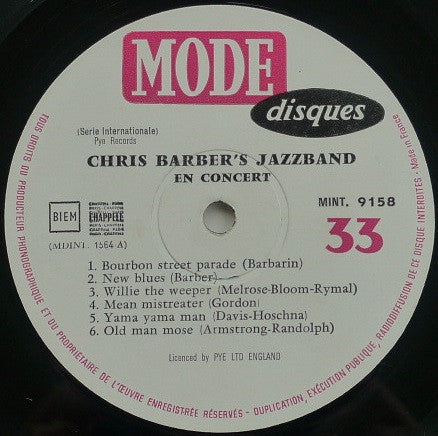 MODE
disques
(Serie Internationale)
Pye Records
CHRIS BARBER'S JAZZBAND
EN CONCERT
BIEM
CHAPPELL
MINT. 9158
(MDINT. 1564 A)
33
1. Bourbon street parade (Barbarin)
2. New blues (Barber)
3. Willie the weeper (Melrose-Bloom-Rymal)
4. Mean mistreater (Gordon)
5. Yama yama man (Davis-Hoschna)
6. Old man mose (Armstrong-Randolph)
Licenced by PYE LTD ENGLAND
TOUS DROITS DU PRODUCTEUR PHONOGRAPHIQUE ET DU PROPRIÉTAIRE DE L'ŒUVRE ENREGISTRÉE RÉSERVÉS - DUPLICATION, EXÉCUTION PUBLIQUE, RADIODIFFUSION DE CE DISQUE INTERDITES - Made in France